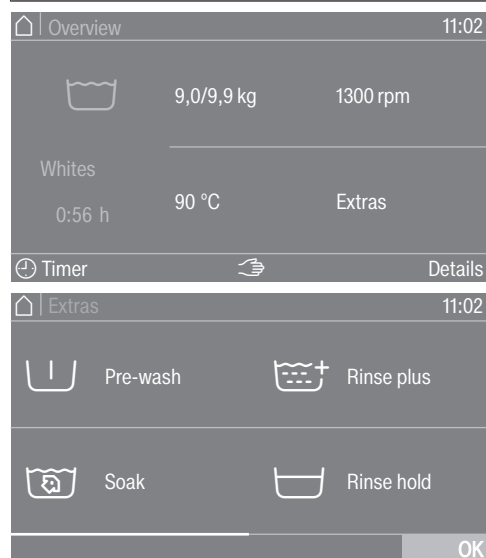 Overview 11:02
9,0/9,9 kg 1300 rpm
Whites
0:56 h
90 °C Extras
Timer Details
Extras 11:02
Pre-wash Rinse plus
Soak Rinse hold
OK